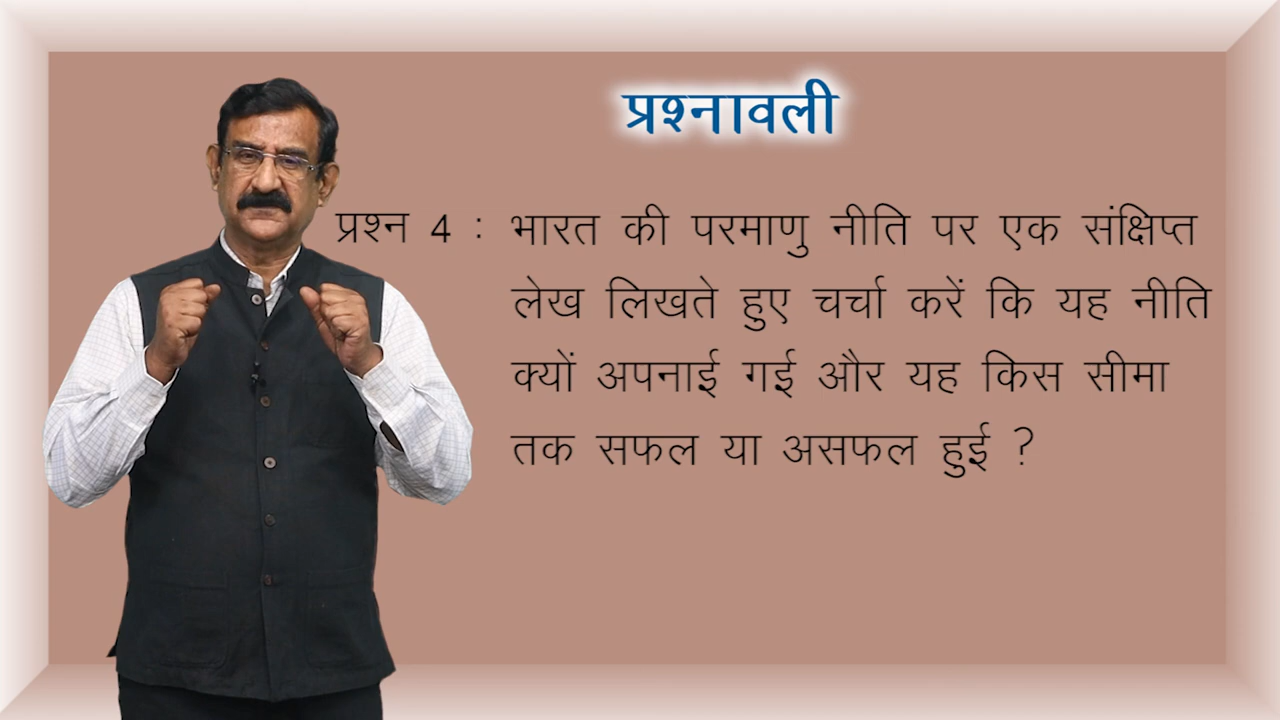 प्रश्नावली
प्रश्न 4 : भारत की परमाणु नीति पर एक संक्षिप्त
लेख लिखते हुए चर्चा करें कि यह नीति
क्यों अपनाई गई और यह किस सीमा
तक सफल या असफल हुई ?